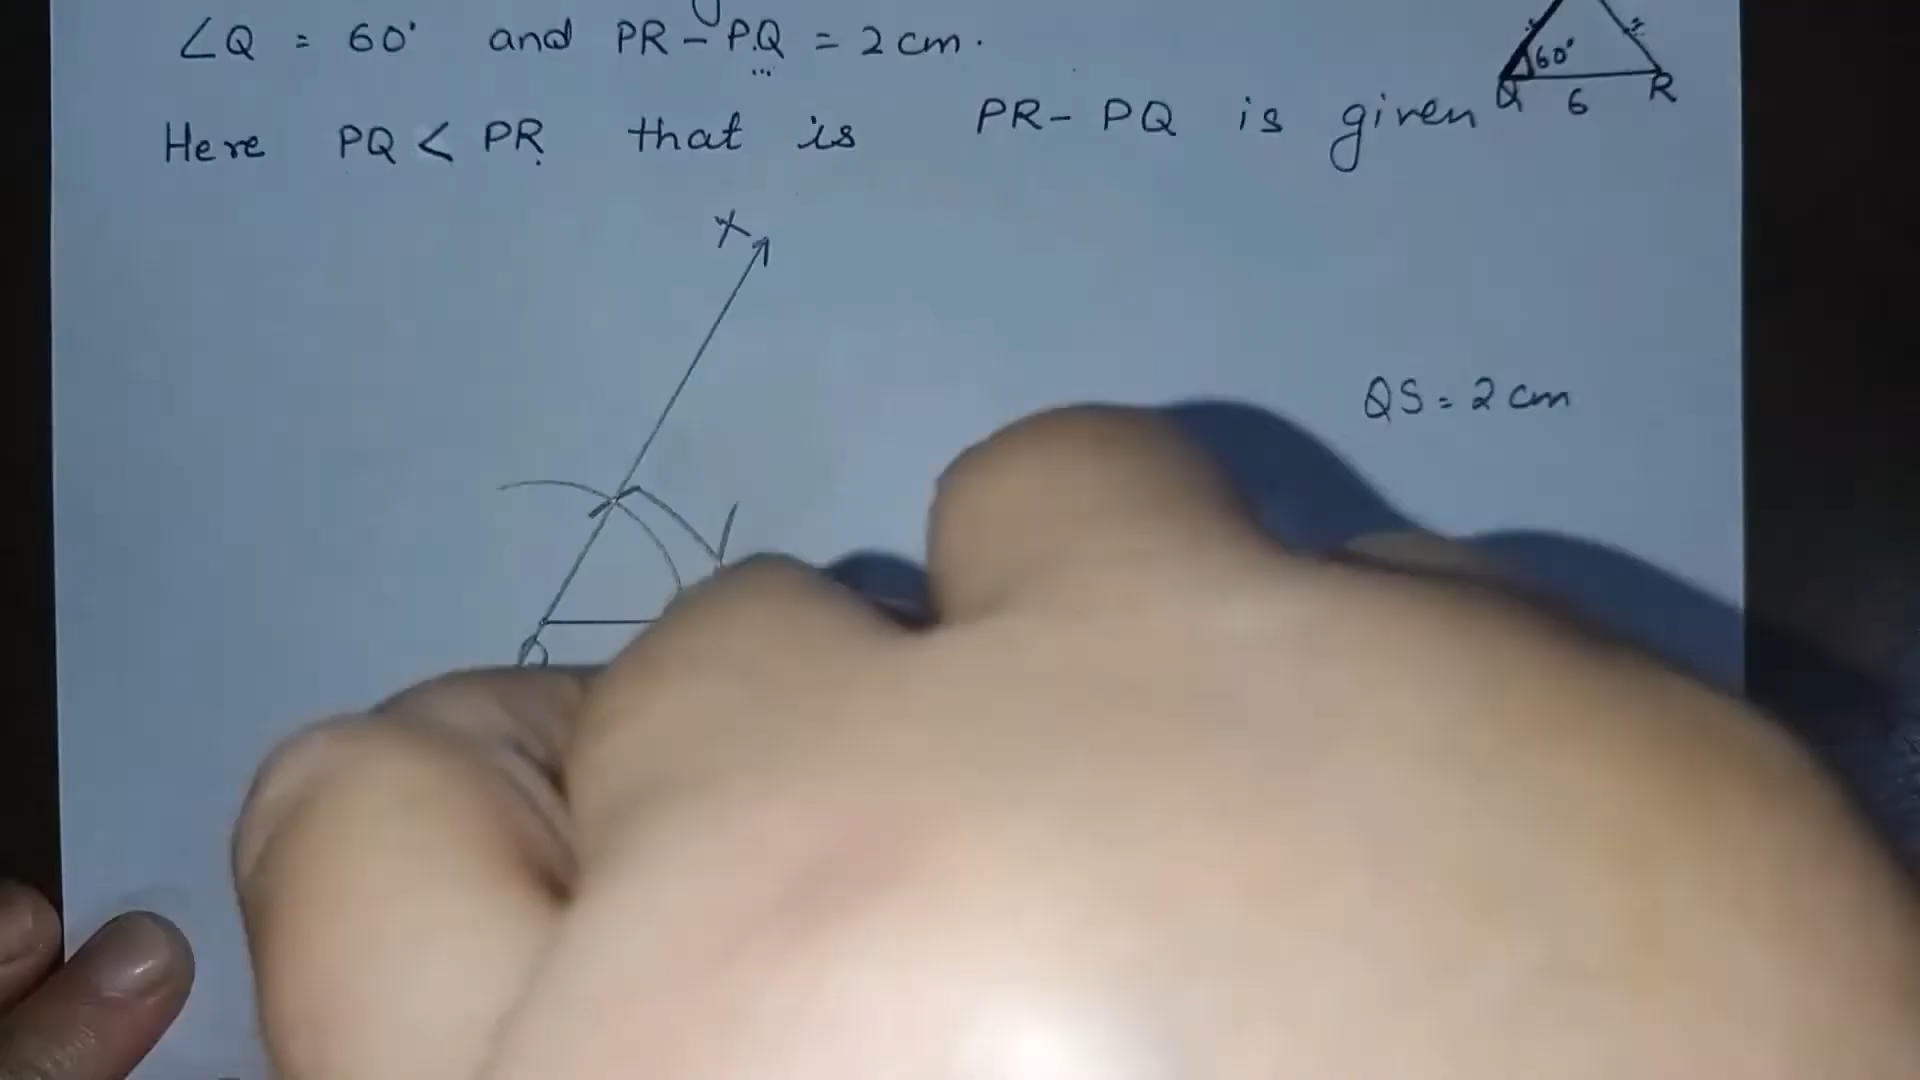 ∠Q = 60° and PR - PQ = 2 cm.
60°
Q 6 R
Here PQ < PR that is PR - PQ is given
X
QS = 2 cm
Q